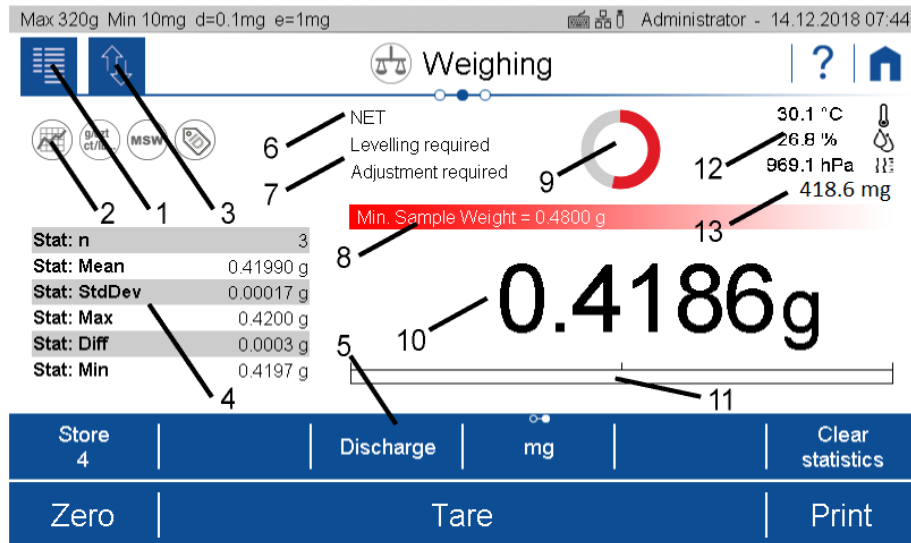 Max 320g Min 10mg d=0.1mg e=1mg Administrator - 14.12.2018 07:44
Weighing ?
NET
Levelling required
Adjustment required
30.1 °C
26.8 %
969.1 hPa
418.6 mg
MSW
6
7
9
12
13
2 1 3
Min. Sample Weight = 0.4800 g
8
Stat: n 3
Stat: Mean 0.41990 g
Stat: StdDev 0.00017 g
Stat: Max 0.4200 g
Stat: Diff 0.0003 g
Stat: Min 0.4197 g
0.4186 g
10
5
4
11
Store
4
Discharge
mg
Clear
statistics
Zero Tare Print